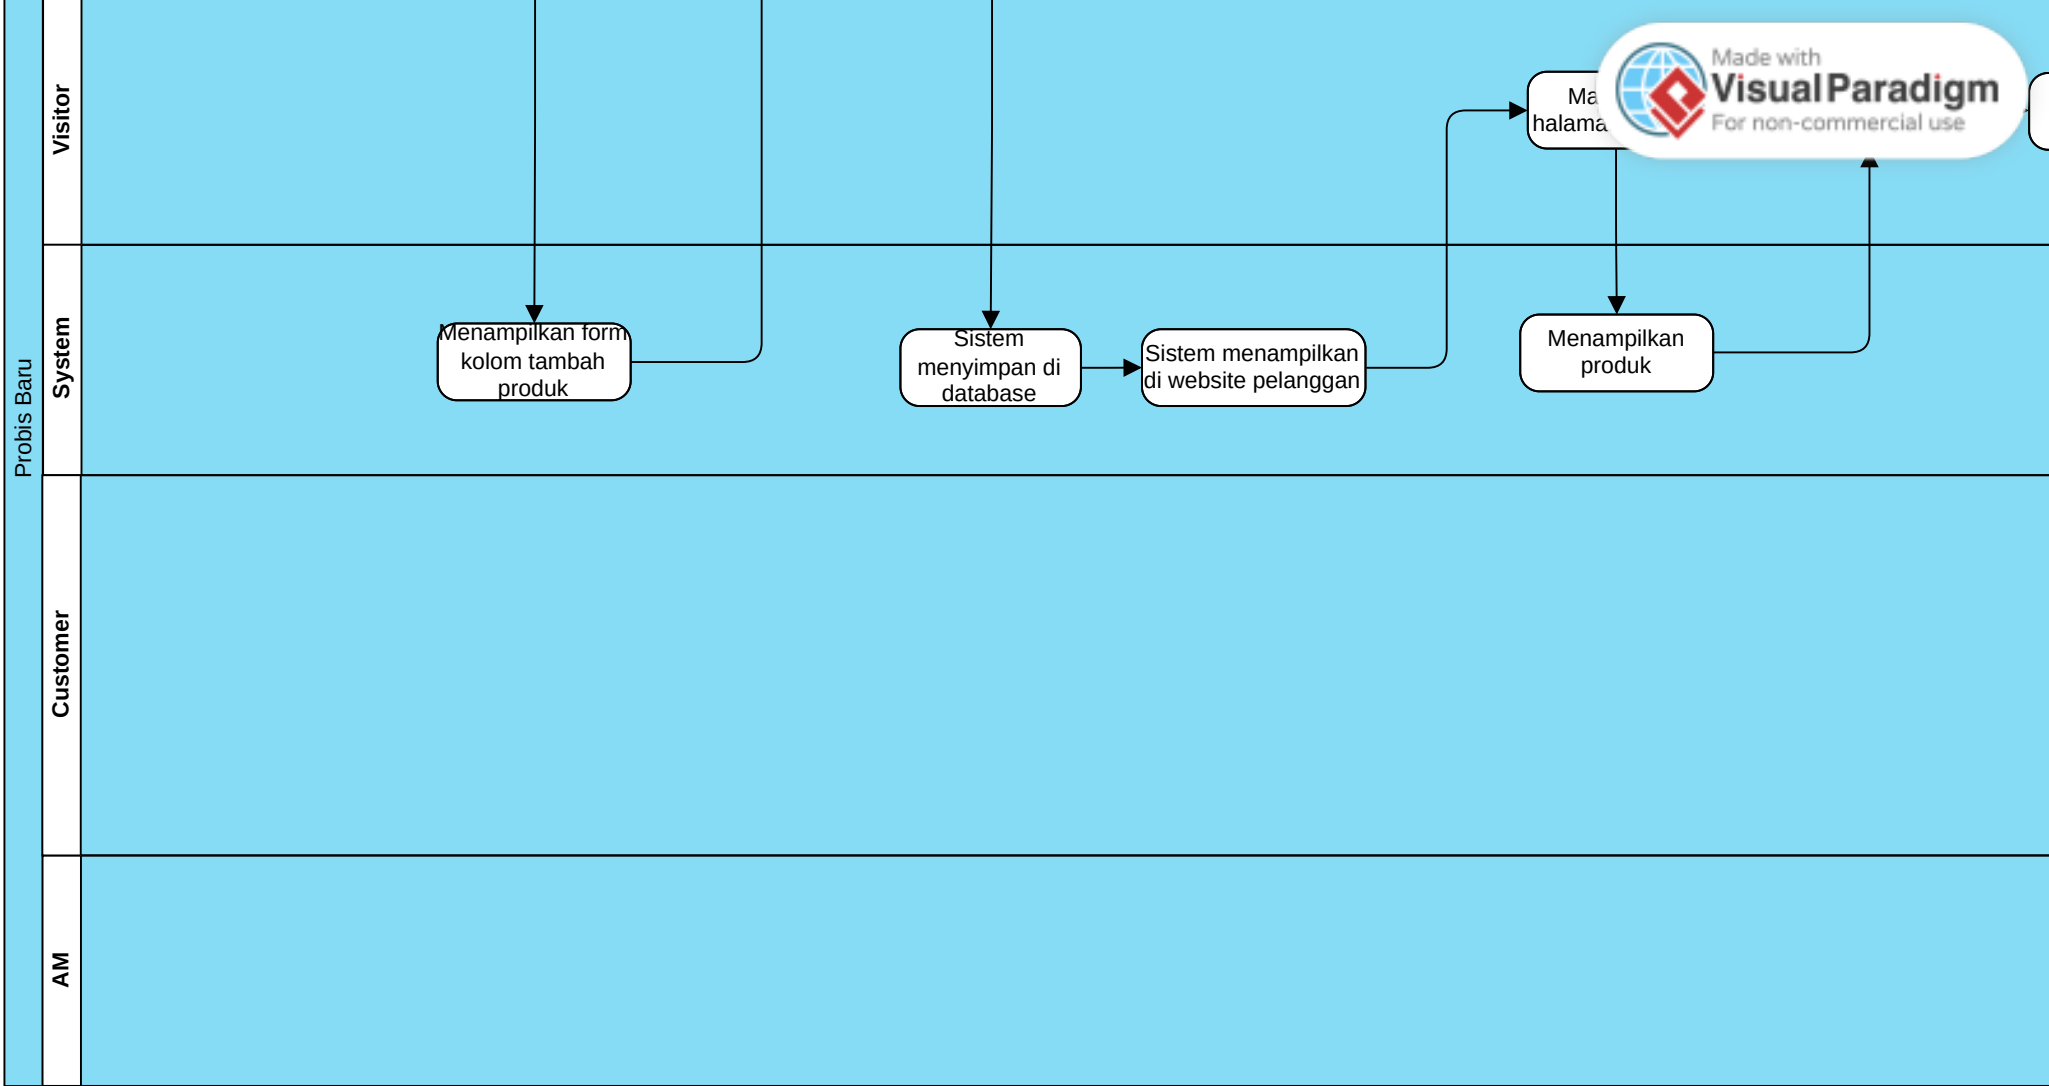 Probis Baru
Visitor
System
Customer
AM
Made with
Visual Paradigm
For non-commercial use
Menampilkan form
kolom tambah
produk
Sistem
menyimpan di
database
Sistem menampilkan
di website pelanggan
Menampilkan
produk